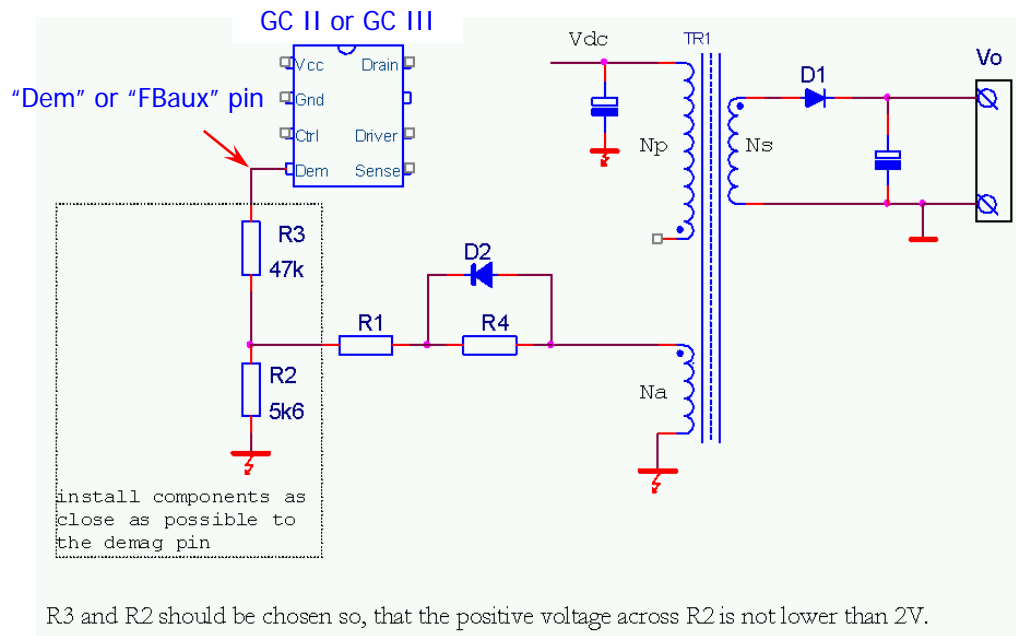 GC II or GC III
"Dem" or "FBaux" pin
Vcc
Drain
Gnd
Ctrl
Driver
Dem
Sense
Vdc
TR1
D1
Vo
Np
Ns
R3
47k
D2
R1
R4
R2
5k6
Na
install components as
close as possible to
the demag pin
R3 and R2 should be chosen so, that the positive voltage across R2 is not lower than 2V.